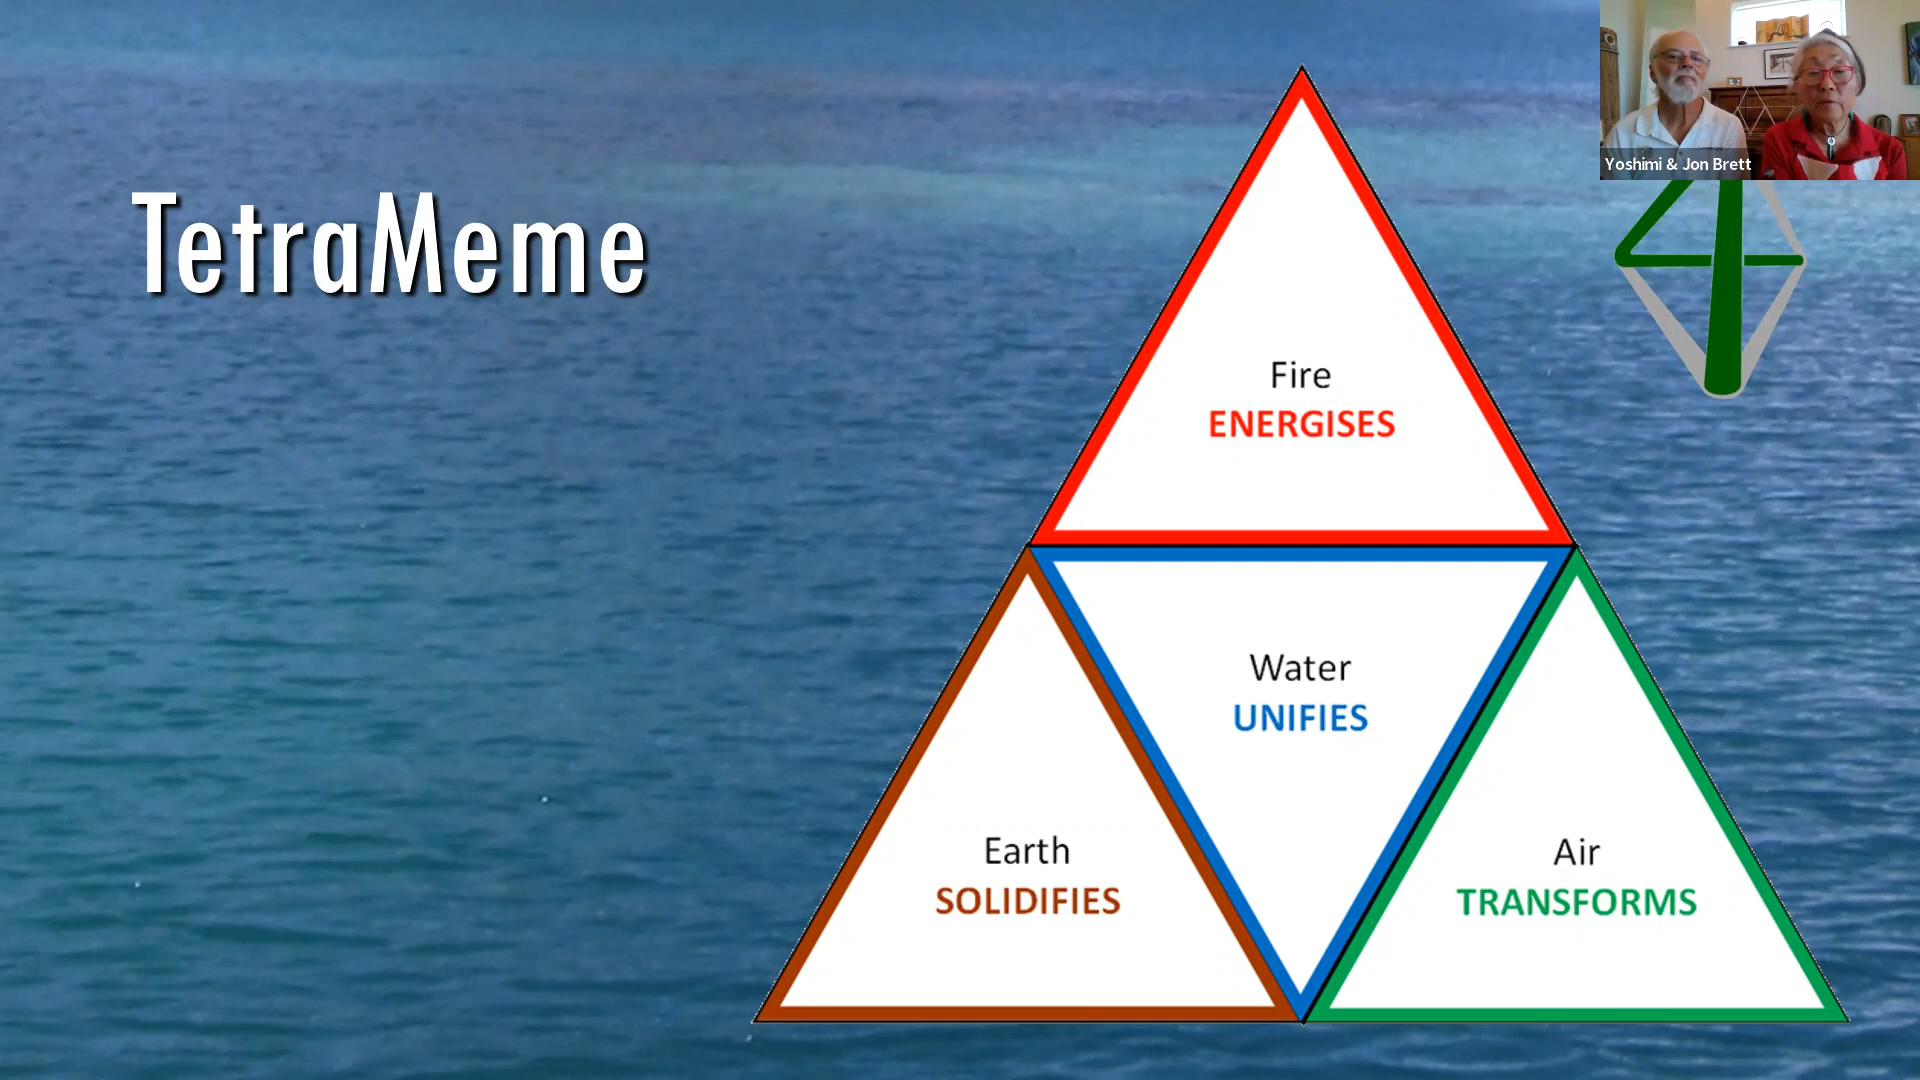 Yoshimi & Jon Brett
TetraMeme
Fire
ENERGISES
Water
UNIFIES
Earth
SOLIDIFIES
Air
TRANSFORMS